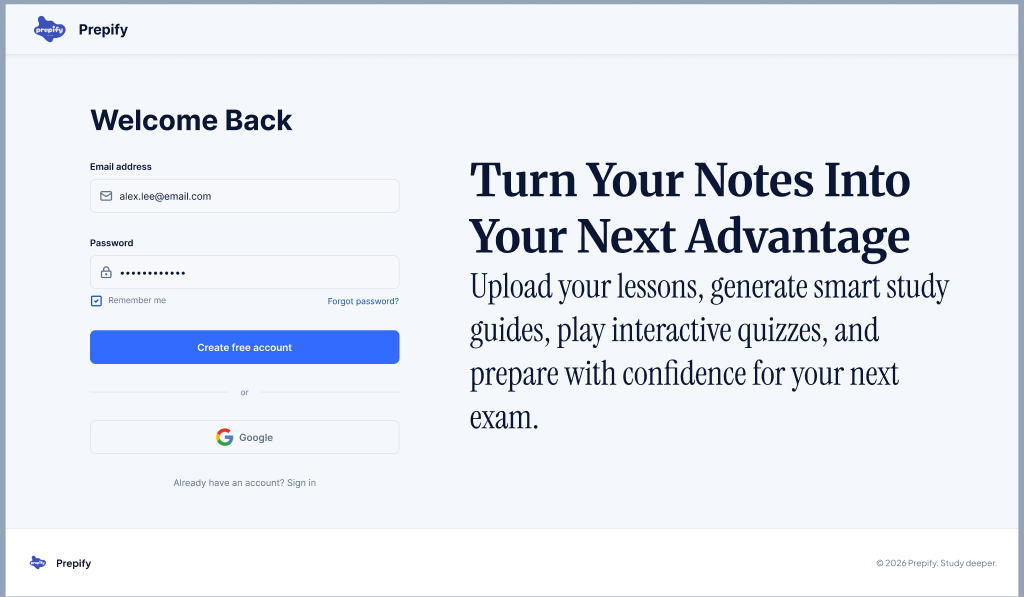 prepify
Prepify
Welcome Back
Email address
alex.lee@email.com
Password
••••••••••••
Remember me
Forgot password?
Create free account
or
Google
Already have an account? Sign in
Turn Your Notes Into
Your Next Advantage
Upload your lessons, generate smart study
guides, play interactive quizzes, and
prepare with confidence for your next
exam.
prepify
Prepify
© 2026 Prepify. Study deeper.